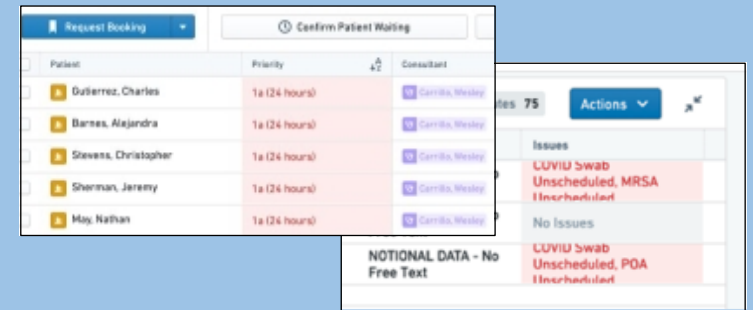 Request Booking
Confirm Patient Waiting
Patient Priority Consultant
Gutierrez, Charles 1a (24 hours) Carrillo, Wesley
Barnes, Alejandra 1a (24 hours) Carrillo, Wesley
Stevens, Christopher 1a (24 hours) Carrillo, Wesley
Sherman, Jeremy 1a (24 hours) Carrillo, Wesley
May, Nathan 1a (24 hours) Carrillo, Wesley
75 Actions
Issues
COVID Swab
Unscheduled, MRSA
Unscheduled
No Issues
NOTIONAL DATA - No
Free Text
COVID Swab
Unscheduled, POA
Unscheduled